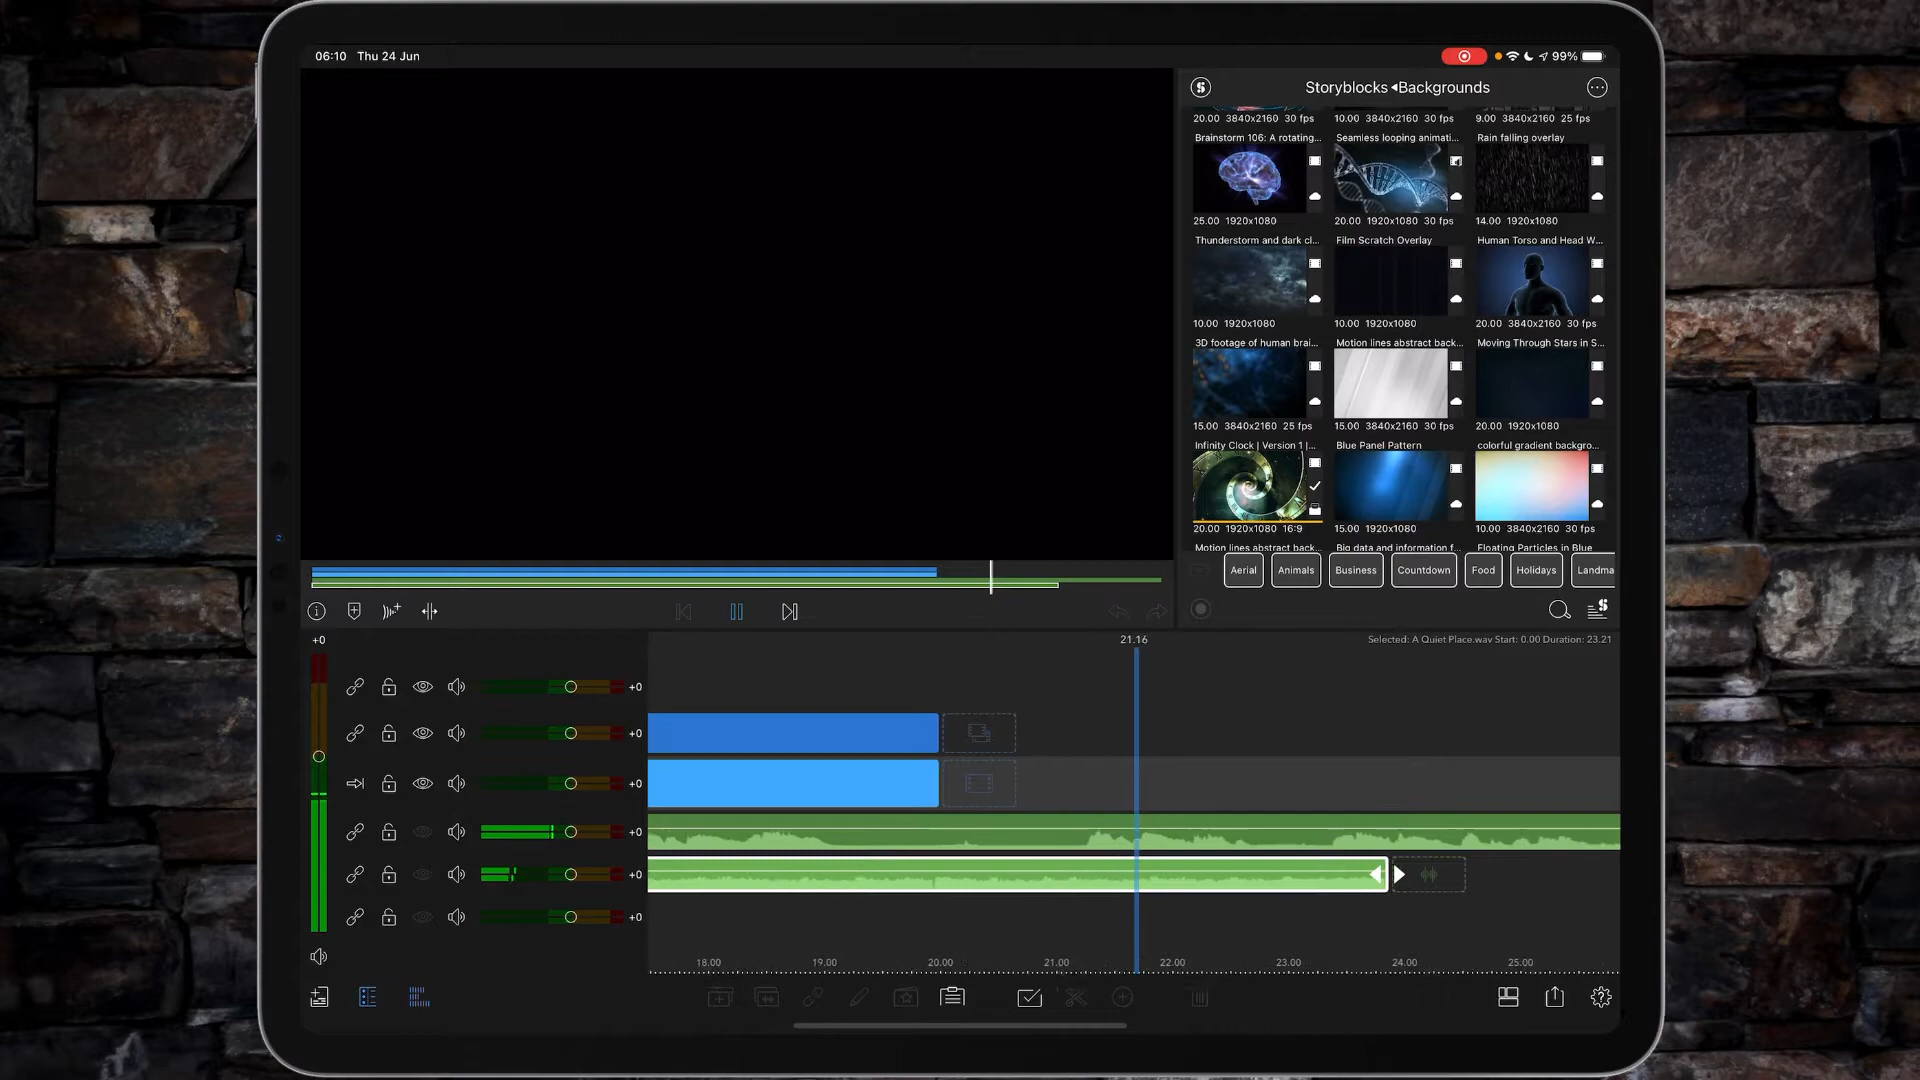 06:10 Thu 24 Jun
99%
Storyblocks ◂Backgrounds
20.00 3840x2160 30 fps
10.00 3840x2160 30 fps
9.00 3840x2160 25 fps
Brainstorm 106: A rotating...
Seamless looping animati...
Rain falling overlay
25.00 1920x1080
20.00 1920x1080 30 fps
14.00 1920x1080
Thunderstorm and dark cl...
Film Scratch Overlay
Human Torso and Head W...
10.00 1920x1080
10.00 1920x1080
20.00 3840x2160 30 fps
3D footage of human brai...
Motion lines abstract back...
Moving Through Stars in S...
15.00 3840x2160 25 fps
15.00 3840x2160 30 fps
20.00 1920x1080
Infinity Clock | Version 1 |...
Blue Panel Pattern
colorful gradient backgro...
20.00 1920x1080 16:9
15.00 1920x1080
10.00 3840x2160 30 fps
Motion lines abstract back...
Big data and information f...
Floating Particles in Blue
Aerial
Animals
Business
Countdown
Food
Holidays
Landma
+0
21.16
Selected: A Quiet Place.wav Start: 0.00 Duration: 23.21
+0
+0
+0
+0
+0
+0
18.00 19.00 20.00 21.00 22.00 23.00 24.00 25.00